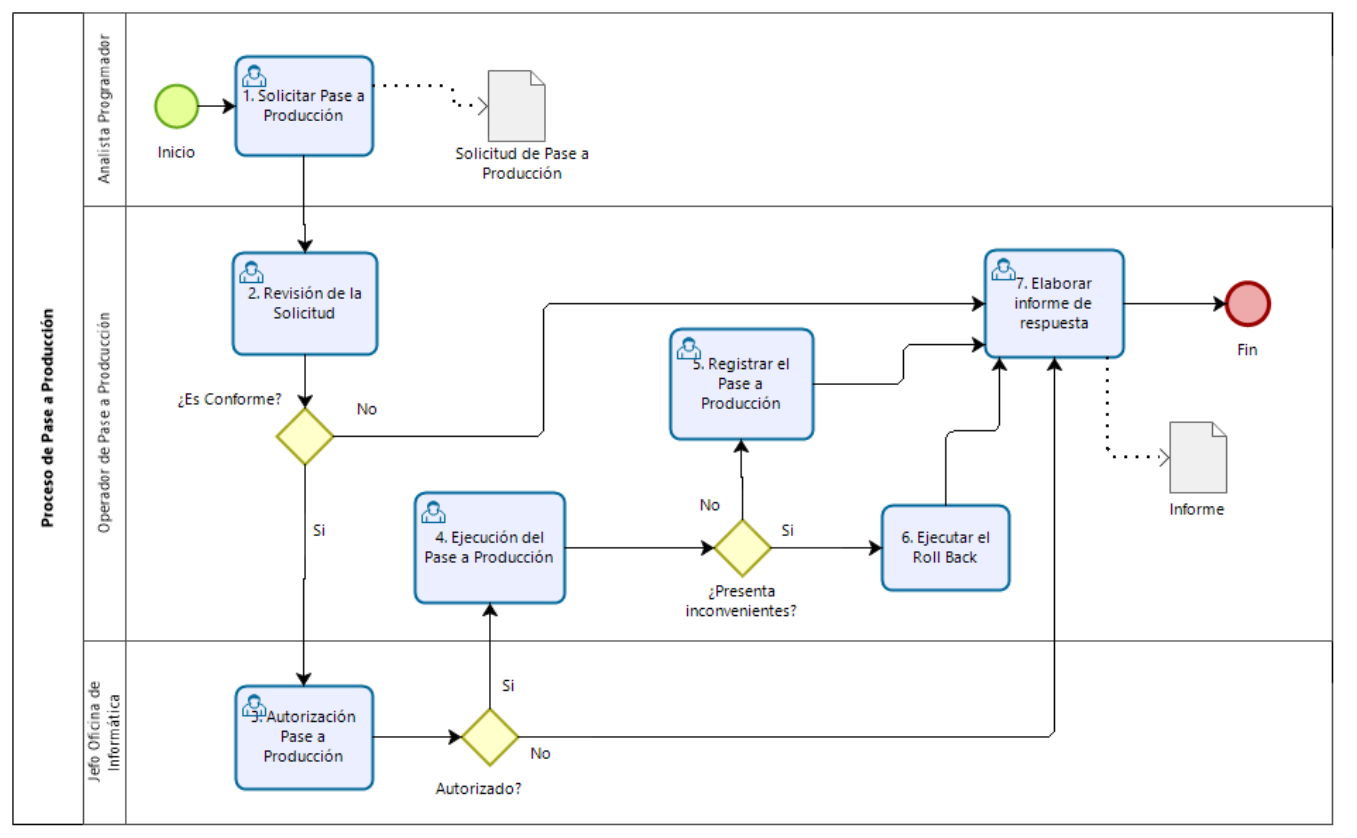 Proceso de Pase a Producción
Analista Programador
Inicio
1. Solicitar Pase a
Producción
Solicitud de Pase a
Producción
Operador de Pase a Prodcucción
2. Revisión de la
Solicitud
¿Es Conforme?
No
Si
4. Ejecución del
Pase a Producción
5. Registrar el
Pase a
Producción
No
Si
¿Presenta
inconvenientes?
6. Ejecutar el
Roll Back
7. Elaborar
informe de
respuesta
Fin
Informe
Jefo Oficina de
Informática
3. Autorización
Pase a
Producción
Si
No
Autorizado?